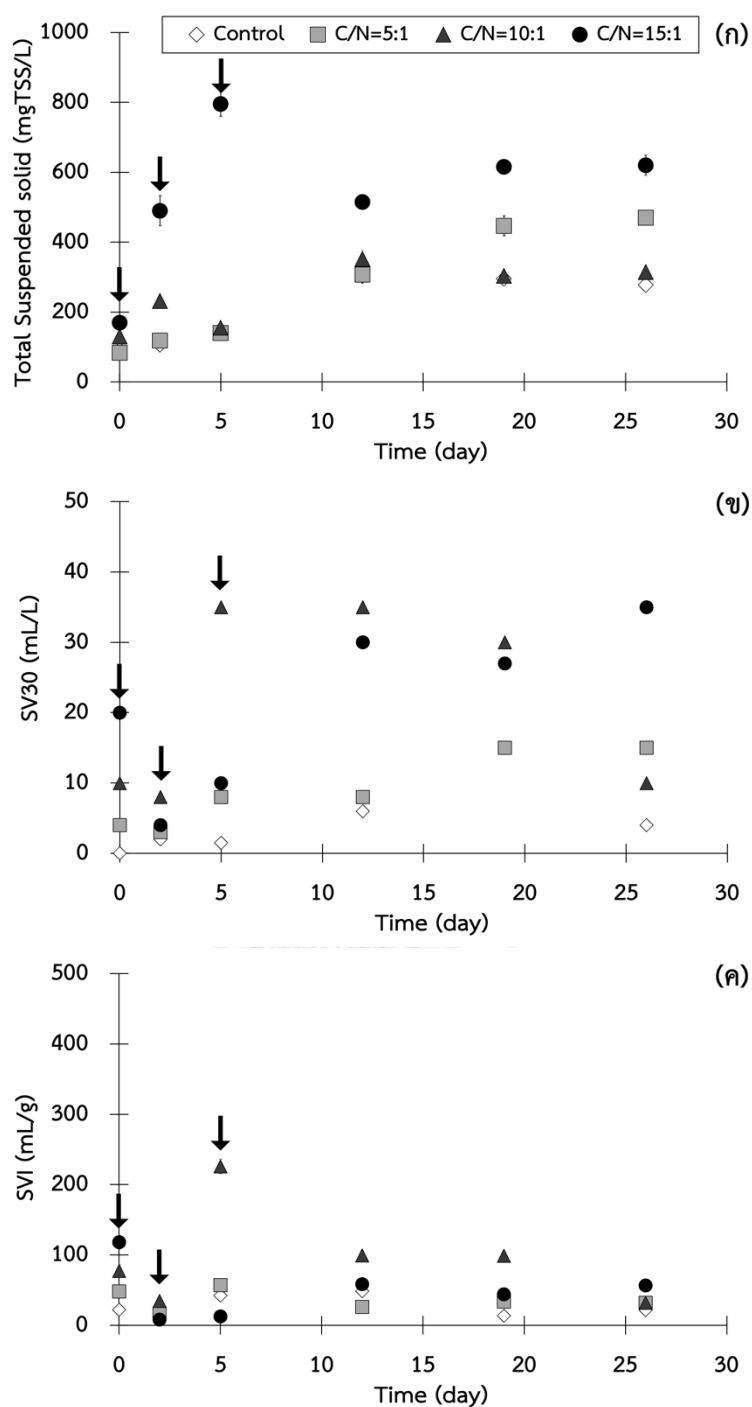 Control C/N=5:1 C/N=10:1 C/N=15:1 (ก)
Total Suspended solid (mgTSS/L)
1000
800
600
400
200
0
0 5 10 15 20 25 30
Time (day)
(ข)
SV30 (mL/L)
50
40
30
20
10
0
0 5 10 15 20 25 30
Time (day)
(ค)
SVI (mL/g)
500
400
300
200
100
0
0 5 10 15 20 25 30
Time (day)